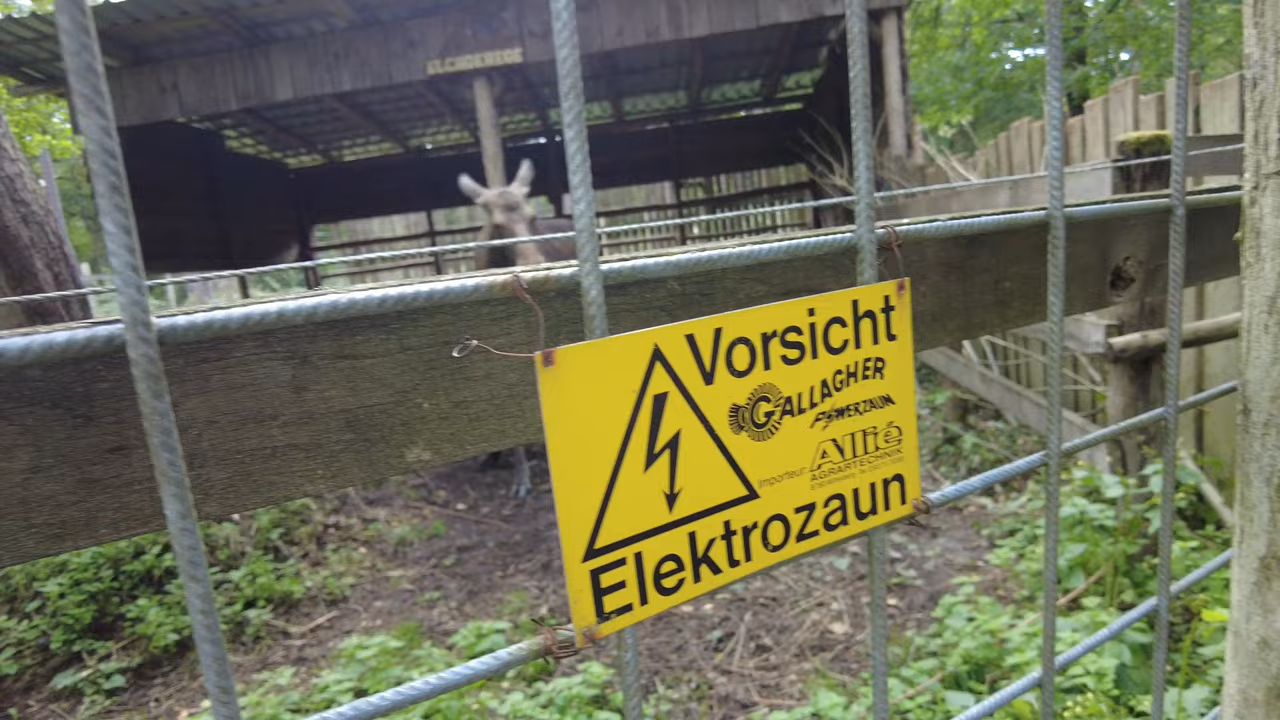 Vorsicht
GALLAGHER
POWERZAUN
Importeur:
Allié
AGRARTECHNIK
Elektrozaun